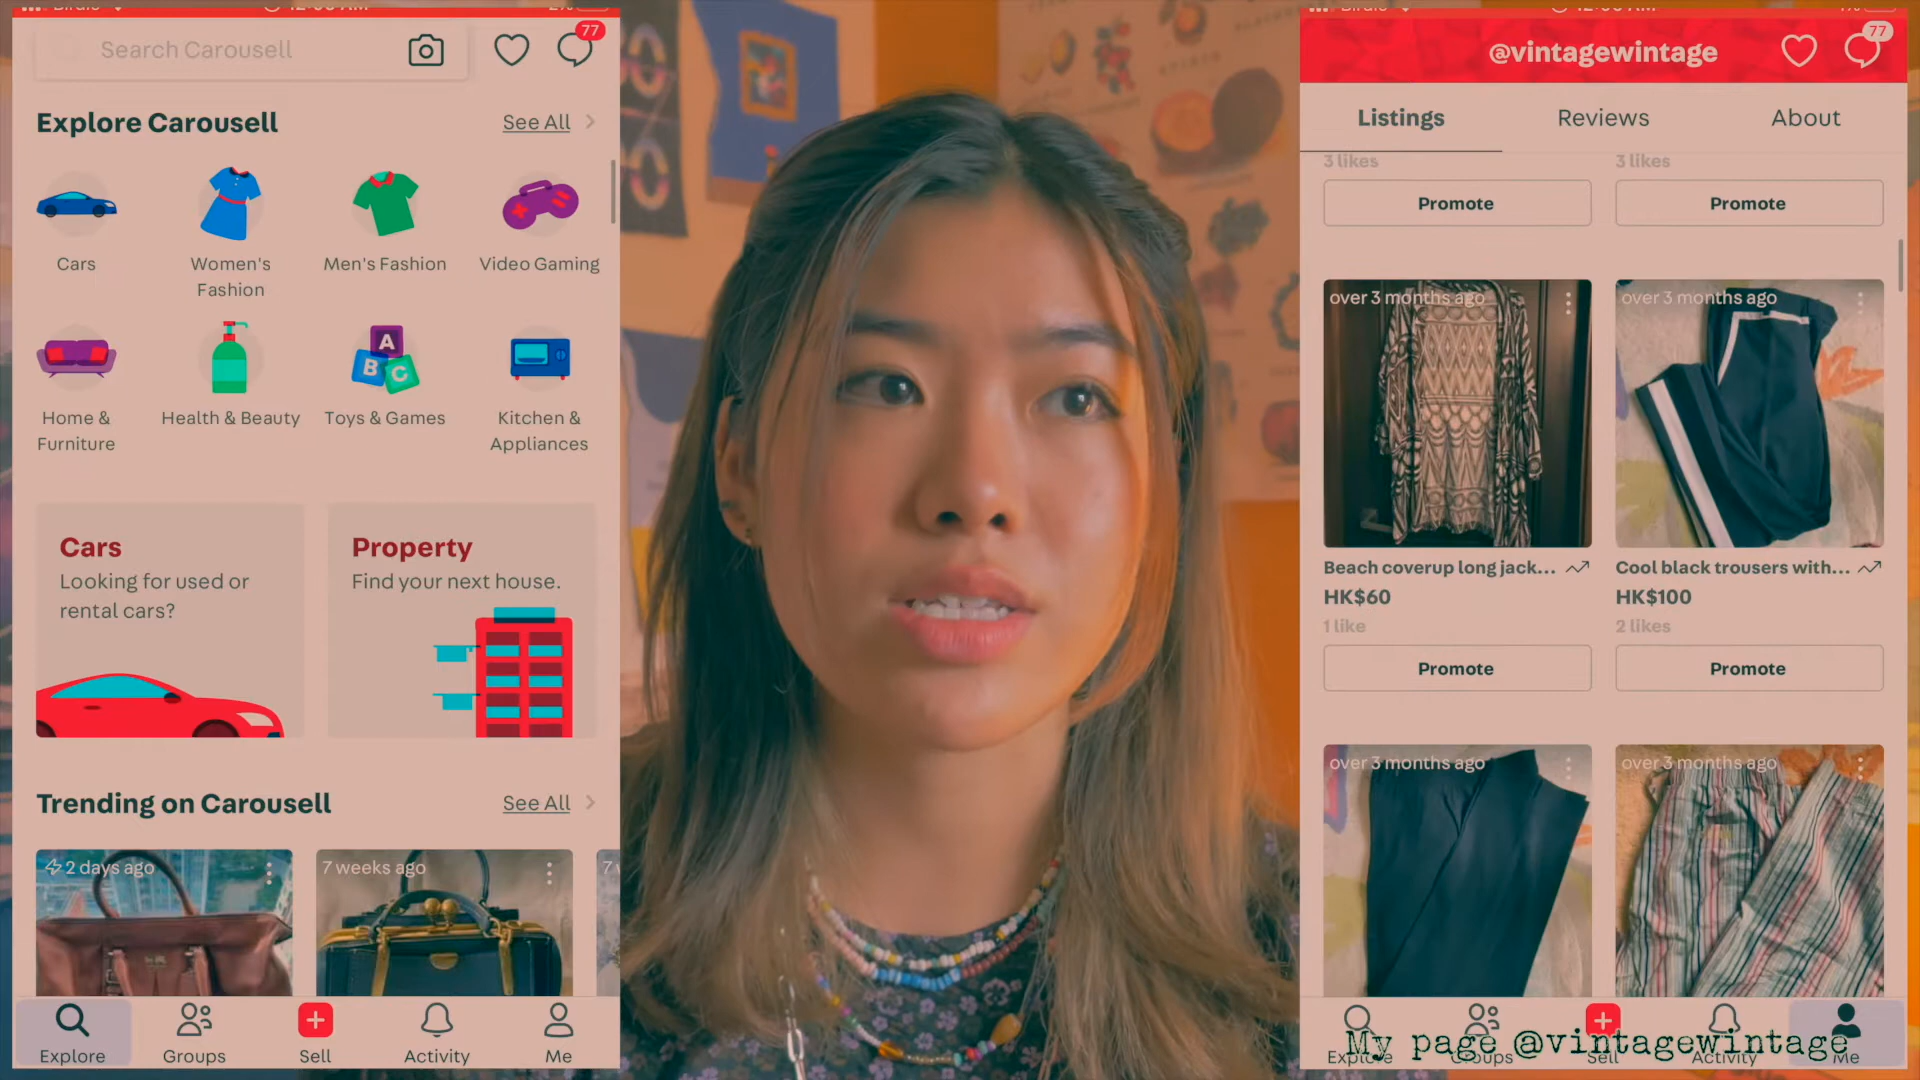 Search Carousell
77
Explore Carousell
See All
Cars
Women's
Fashion
Men's Fashion
Video Gaming
Home &
Furniture
Health & Beauty
A
B
C
Toys & Games
Kitchen &
Appliances
Cars
Looking for used or
rental cars?
Property
Find your next house.
Trending on Carousell
See All
2 days ago
7 weeks ago
Explore
Groups
Sell
Activity
Me
@vintagewintage
77
Listings
Reviews
About
3 likes
3 likes
Promote
Promote
over 3 months ago
over 3 months ago
Beach coverup long jack...
Cool black trousers with...
HK$60
HK$100
1 like
2 likes
Promote
Promote
over 3 months ago
over 3 months ago
Explore
Groups
Sell
Activity
Me
My page @vintagewintage